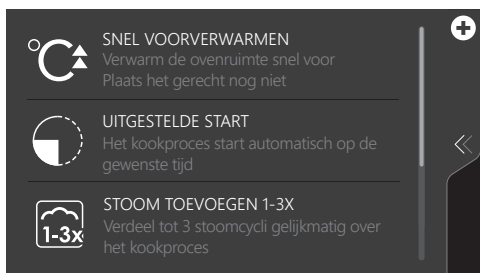 °C
SNEL VOORVERWARMEN
Verwarm de ovenruimte snel voor
Plaats het gerecht nog niet
UITGESTELDE START
Het kookproces start automatisch op de
gewenste tijd
1-3x
STOOM TOEVOEGEN 1-3X
Verdeel tot 3 stoomcycli gelijkmatig over
het kookproces